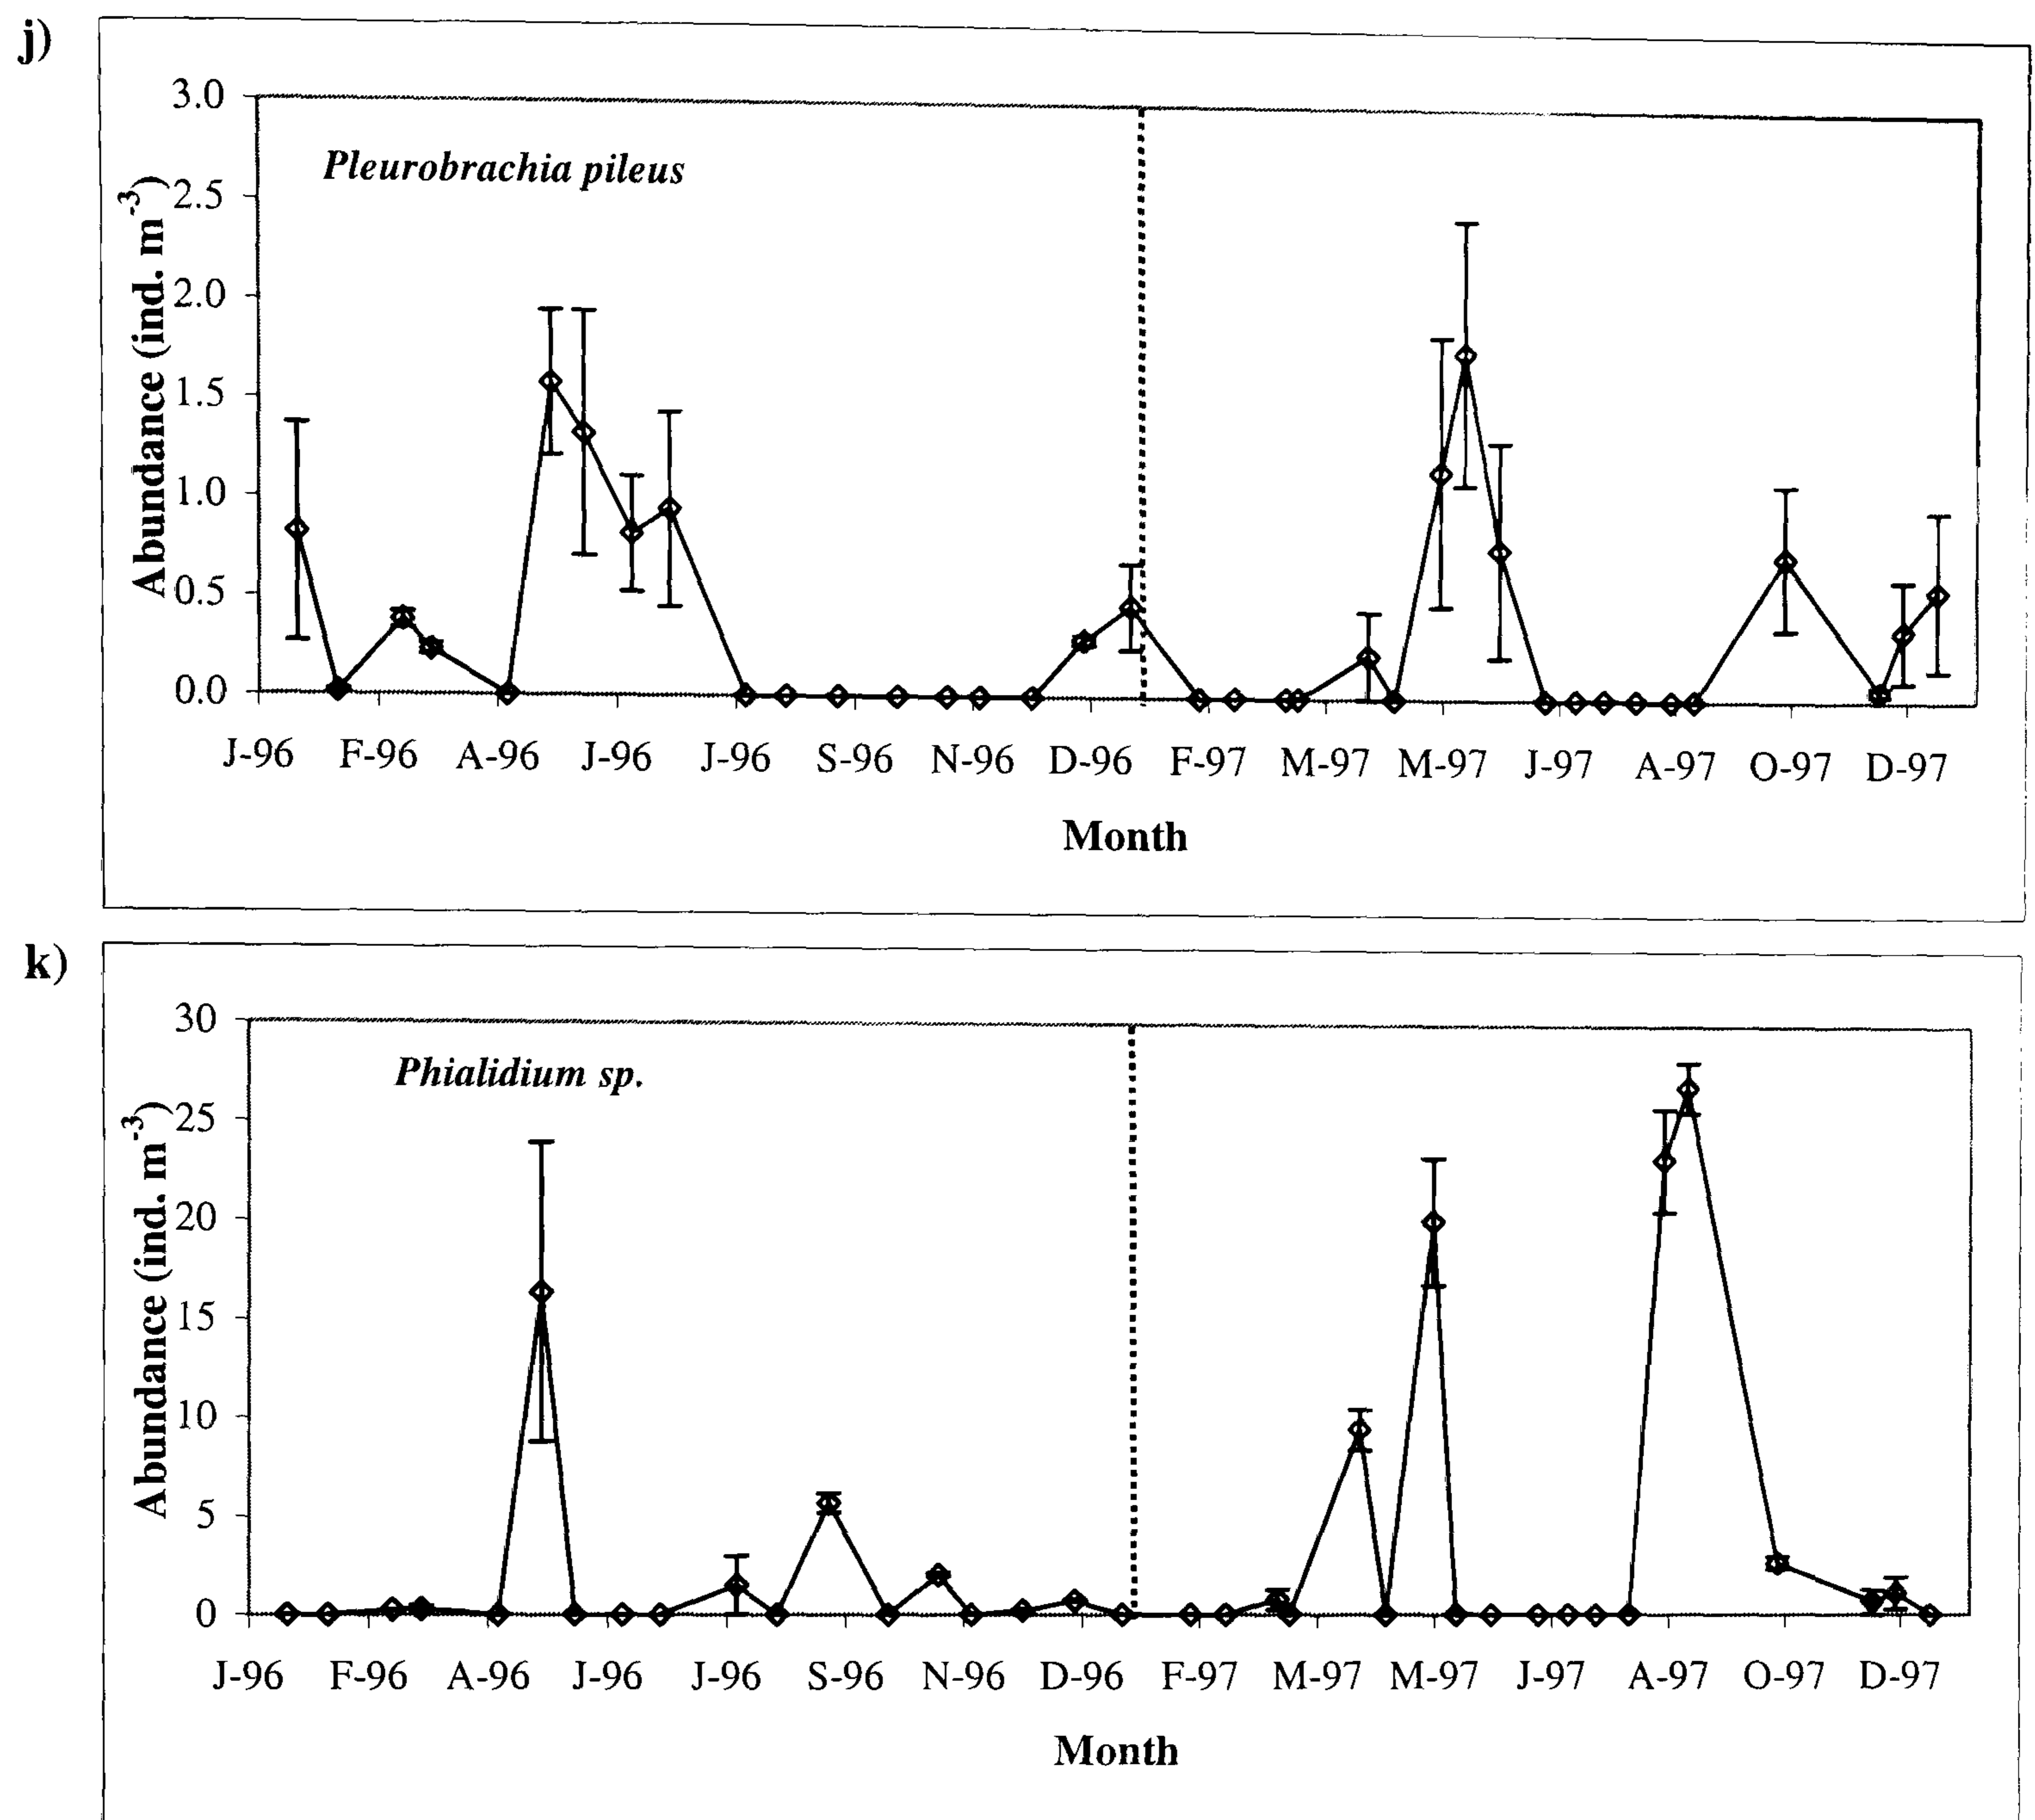 j)
3.0
2.5
2.0
1.5
1.0
0.5
0.0
Abundance (ind. m⁻³)
Pleurobrachia pileus
J-96 F-96 A-96 J-96 J-96 S-96 N-96 D-96 F-97 M-97 M-97 J-97 A-97 O-97 D-97
Month
k)
30
25
20
15
10
5
0
Abundance (ind. m⁻³)
Phialidium sp.
J-96 F-96 A-96 J-96 J-96 S-96 N-96 D-96 F-97 M-97 M-97 J-97 A-97 O-97 D-97
Month